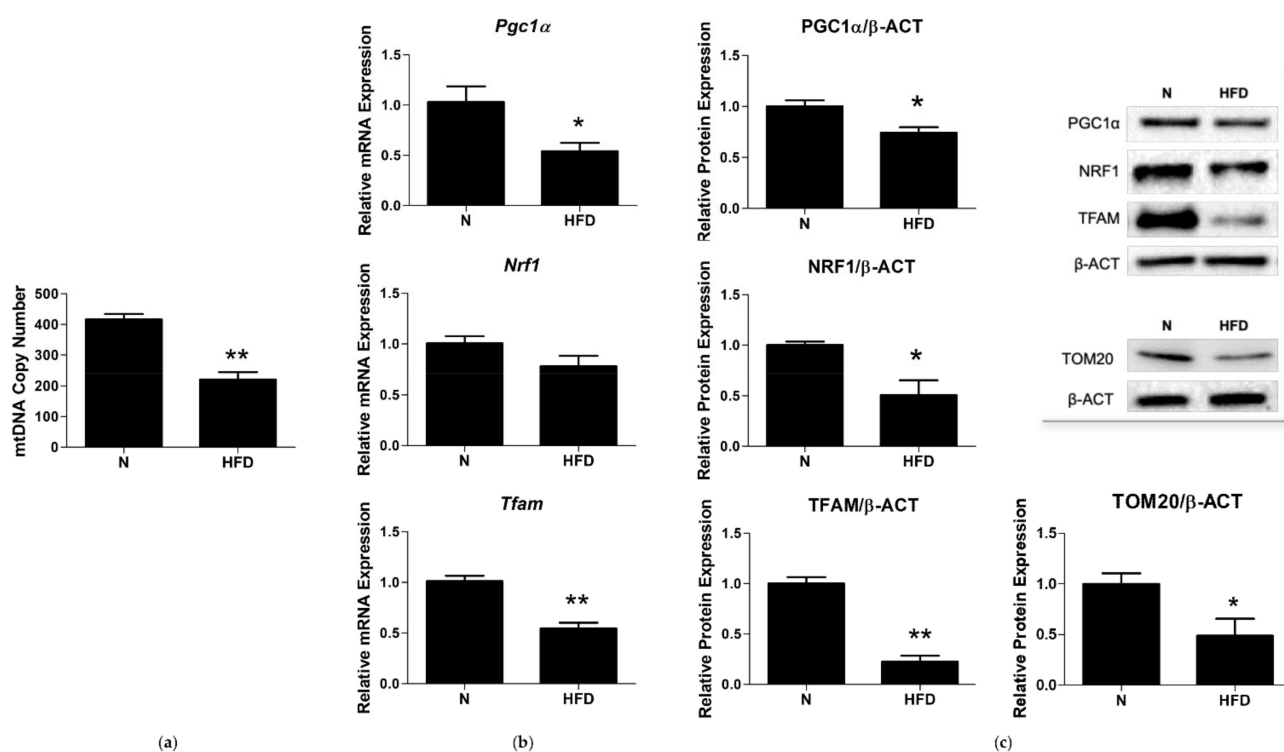 mtDNA Copy Number
500
400
300
200
100
0
**
N HFD
(a)
Pgc1α
Relative mRNA Expression
1.5
1.0
0.5
0.0
*
N HFD
Nrf1
Relative mRNA Expression
1.5
1.0
0.5
0.0
N HFD
Tfam
Relative mRNA Expression
1.5
1.0
0.5
0.0
**
N HFD
(b)
PGC1α/β-ACT
Relative Protein Expression
1.5
1.0
0.5
0.0
*
N HFD
NRF1/β-ACT
Relative Protein Expression
1.5
1.0
0.5
0.0
*
N HFD
TFAM/β-ACT
Relative Protein Expression
1.5
1.0
0.5
0.0
**
N HFD
N HFD
PGC1α
NRF1
TFAM
β-ACT
N HFD
TOM20
β-ACT
TOM20/β-ACT
Relative Protein Expression
1.5
1.0
0.5
0.0
*
N HFD
(c)